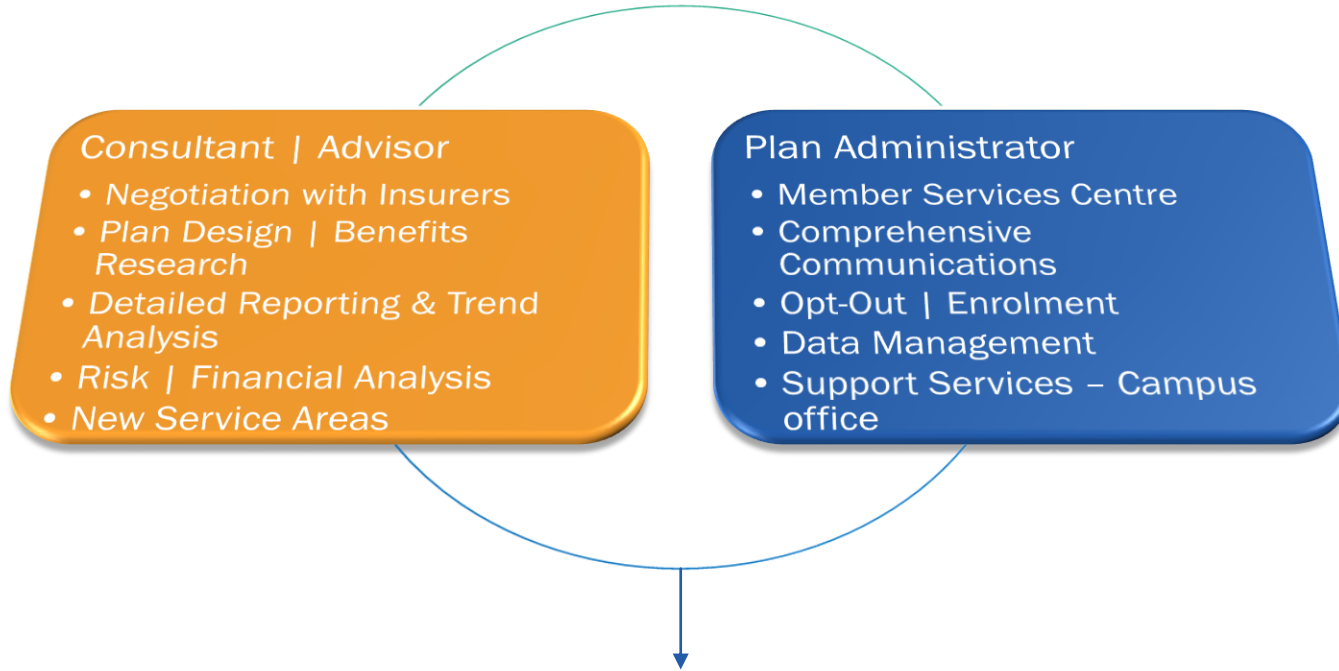 Consultant | Advisor
• Negotiation with Insurers
• Plan Design | Benefits
Research
• Detailed Reporting & Trend
Analysis
• Risk | Financial Analysis
• New Service Areas
Plan Administrator
• Member Services Centre
• Comprehensive
Communications
• Opt-Out | Enrolment
• Data Management
• Support Services – Campus
office